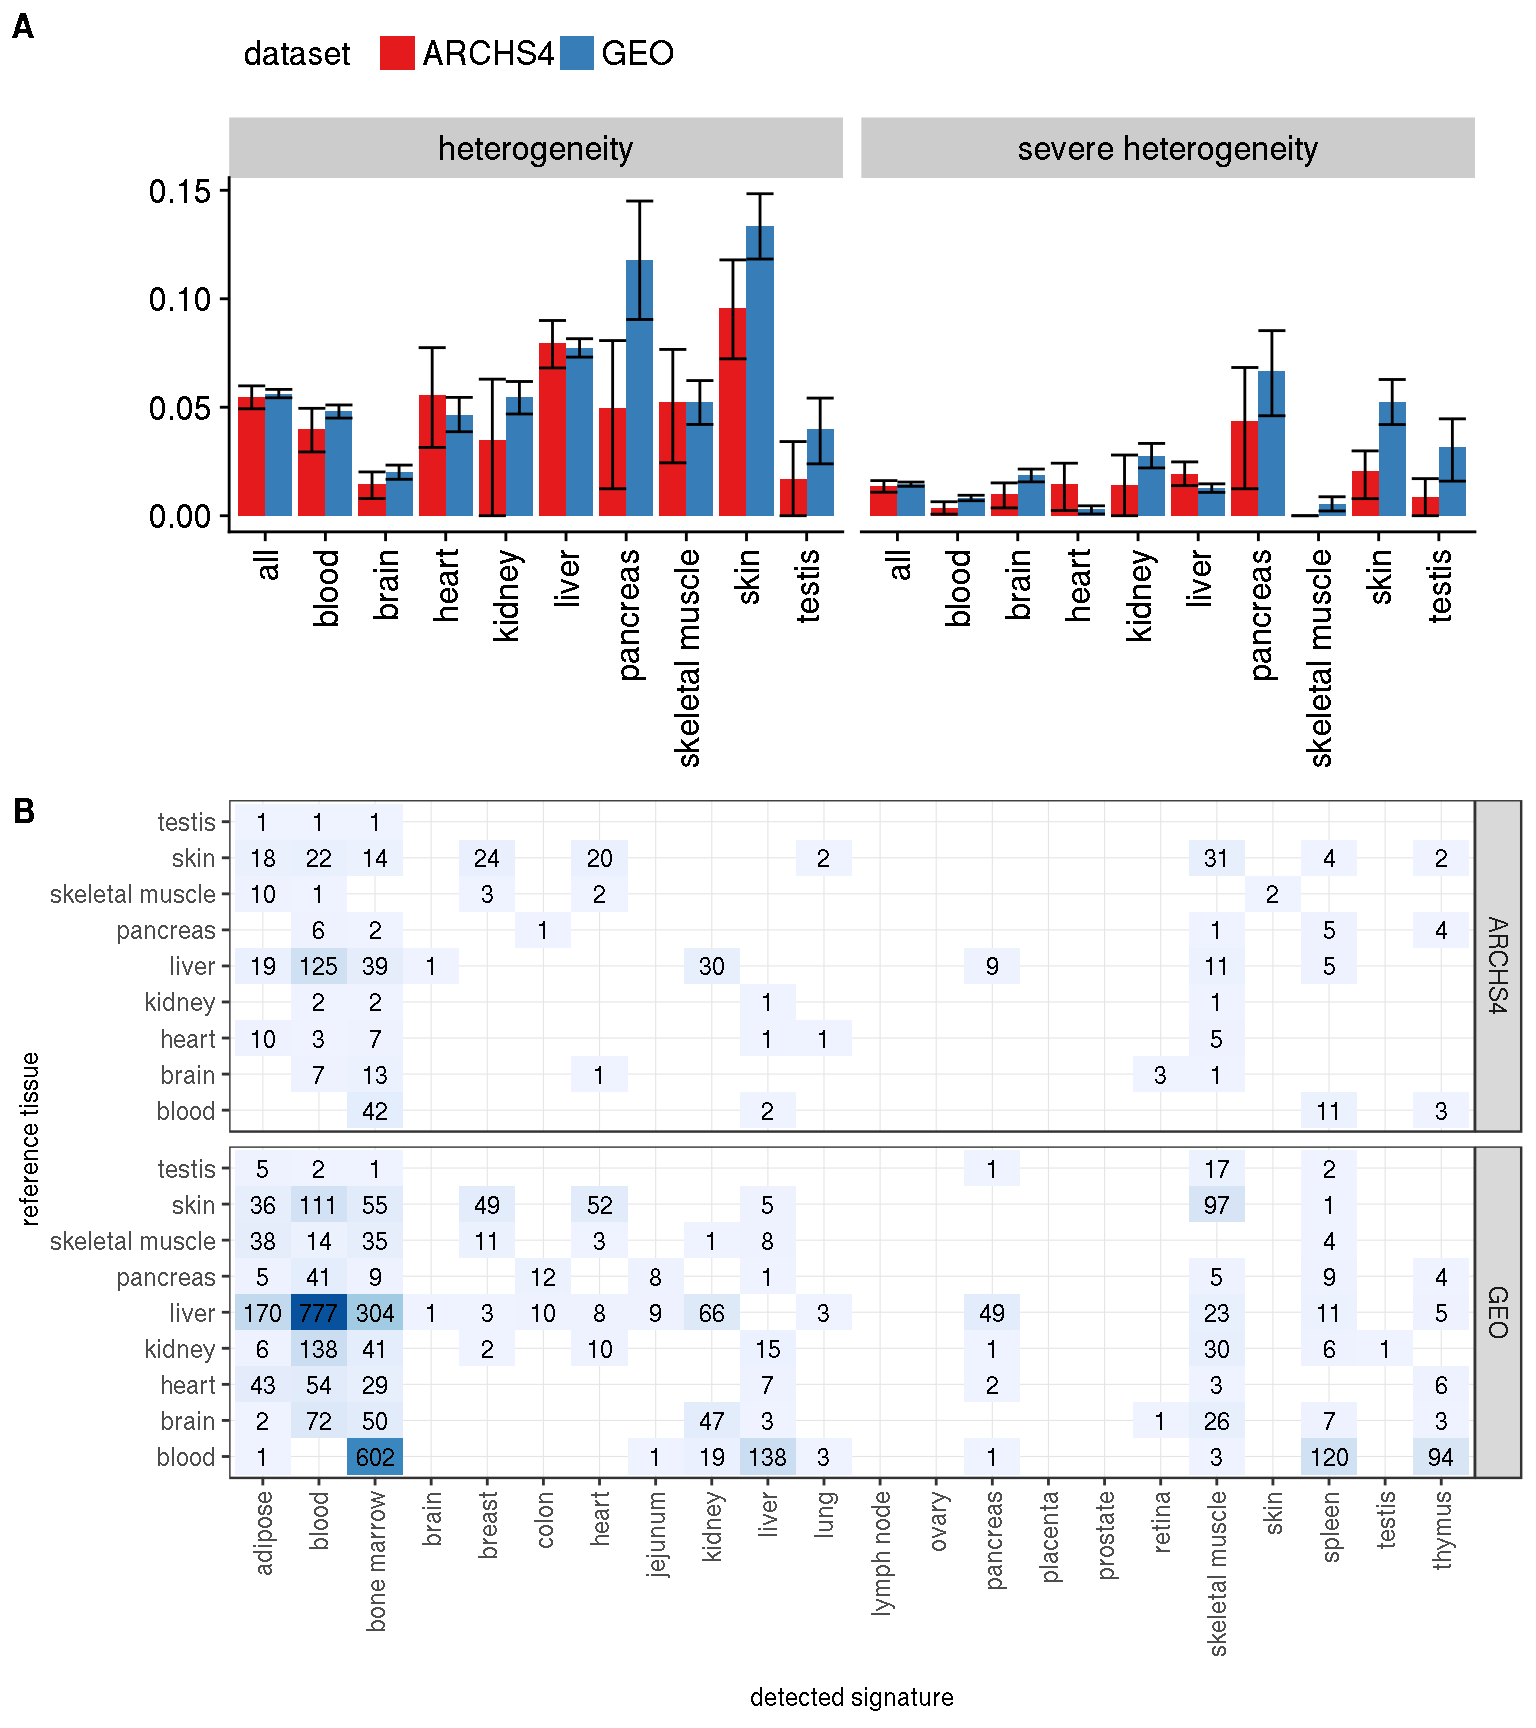 A
dataset ARCHS4 GEO
heterogeneity severe heterogeneity
0.15
0.10
0.05
0.00
all blood brain heart kidney liver pancreas skeletal muscle skin testis
all blood brain heart kidney liver pancreas skeletal muscle skin testis
B
reference tissue
testis 1 1 1
skin 18 22 14 24 20 2 31 4 2
skeletal muscle 10 1 3 2 2
pancreas 6 2 1 1 5 4
liver 19 125 39 1 30 9 11 5
kidney 2 2 1 1
heart 10 3 7 1 1 5
brain 7 13 1 3 1
blood 42 2 11 3
ARCHS4
testis 5 2 1 1 17 2
skin 36 111 55 49 52 5 97 1
skeletal muscle 38 14 35 11 3 1 8 4
pancreas 5 41 9 12 8 1 5 9 4
liver 170 777 304 1 3 10 8 9 66 3 49 23 11 5
kidney 6 138 41 2 10 15 1 30 6 1
heart 43 54 29 7 2 3 6
brain 2 72 50 47 3 1 26 7 3
blood 1 602 1 19 138 3 1 3 120 94
GEO
adipose blood bone marrow brain breast colon heart jejunum kidney liver lung lymph node ovary pancreas placenta prostate retina skeletal muscle skin spleen testis thymus
detected signature